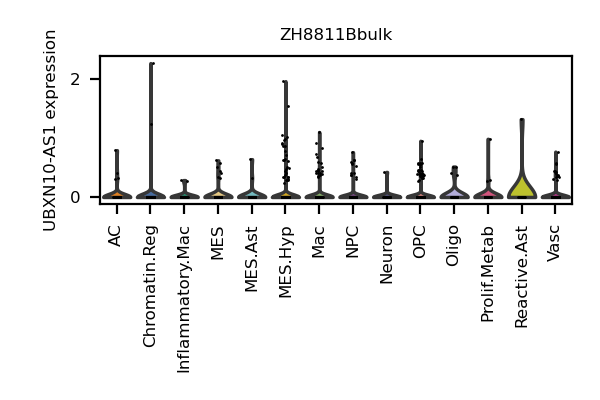 ZH8811Bbulk
UBXN10-AS1 expression
2
0
AC
Chromatin.Reg
Inflammatory.Mac
MES
MES.Ast
MES.Hyp
Mac
NPC
Neuron
OPC
Oligo
Prolif.Metab
Reactive.Ast
Vasc